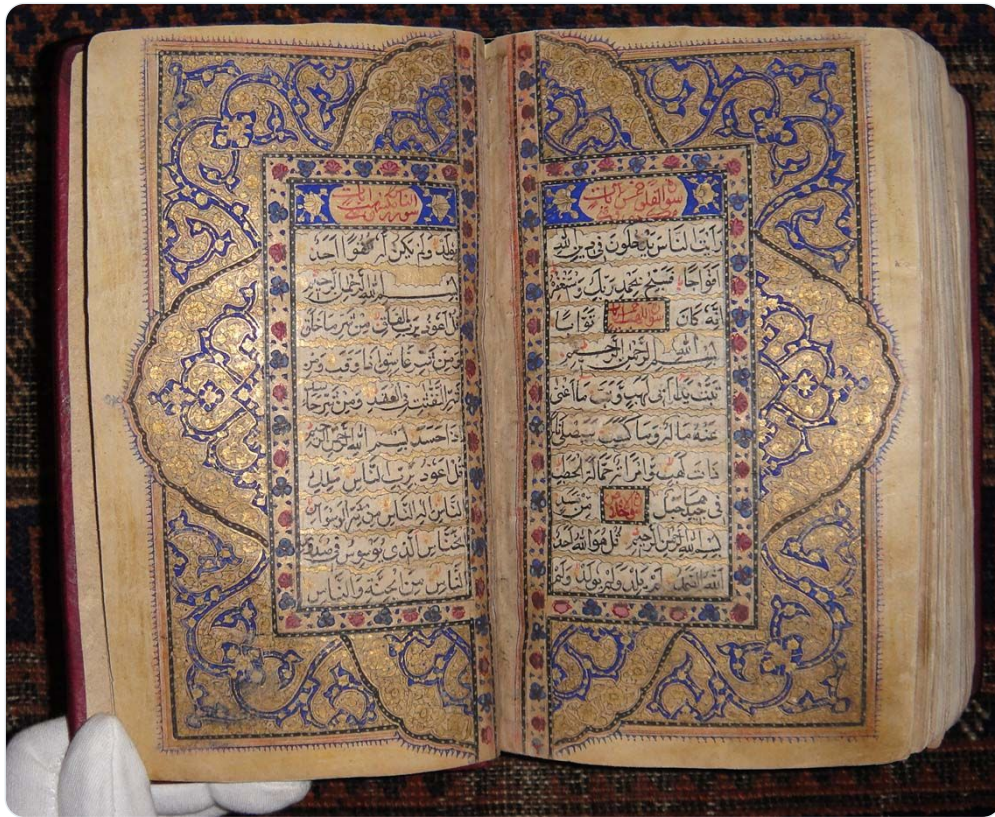 سورة الفلق خمس آيات
رأيت الناس يدخلون في دين الله
أفواجا فسبح بحمد ربك واستغفره
إنه كان توابا
بسم الله الرحمن الرحيم
تبت يدا أبي لهب وتب ما أغنى
عنه ماله وما كسب سيصلى نارا
ذات لهب وامرأته حمالة الحطب
في جيدها حبل من مسد
بسم الله الرحمن الرحيم قل هو الله أحد
الله الصمد لم يلد ولم يولد ولم
سورة الناس آيات
يكن له كفوا أحد
بسم الله الرحمن الرحيم
قل أعوذ برب الفلق من شر ما خلق
ومن شر غاسق إذا وقب ومن
شر النفثت في العقد ومن شر حاسد
إذا حسد بسم الله الرحمن الرحيم
قل أعوذ برب الناس ملك
الناس إله الناس من شر الوسواس
الخناس الذي يوسوس في صدور
الناس من الجنة والناس